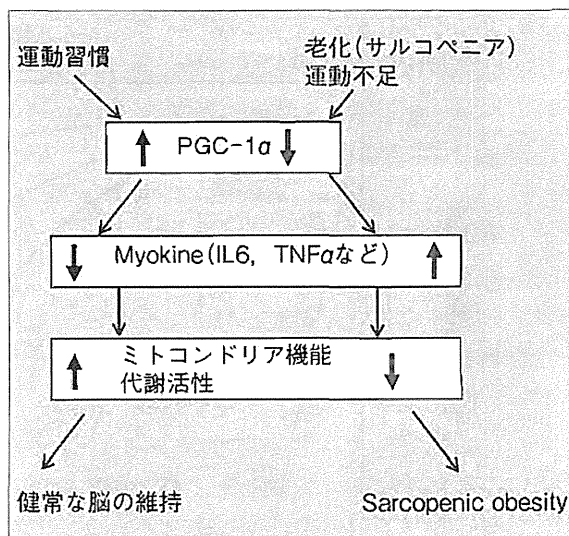 運動習慣
老化(サルコペニア)
運動不足
PGC-1α
Myokine(IL6, TNFαなど)
ミトコンドリア機能
代謝活性
健常な脳の維持
Sarcopenic obesity